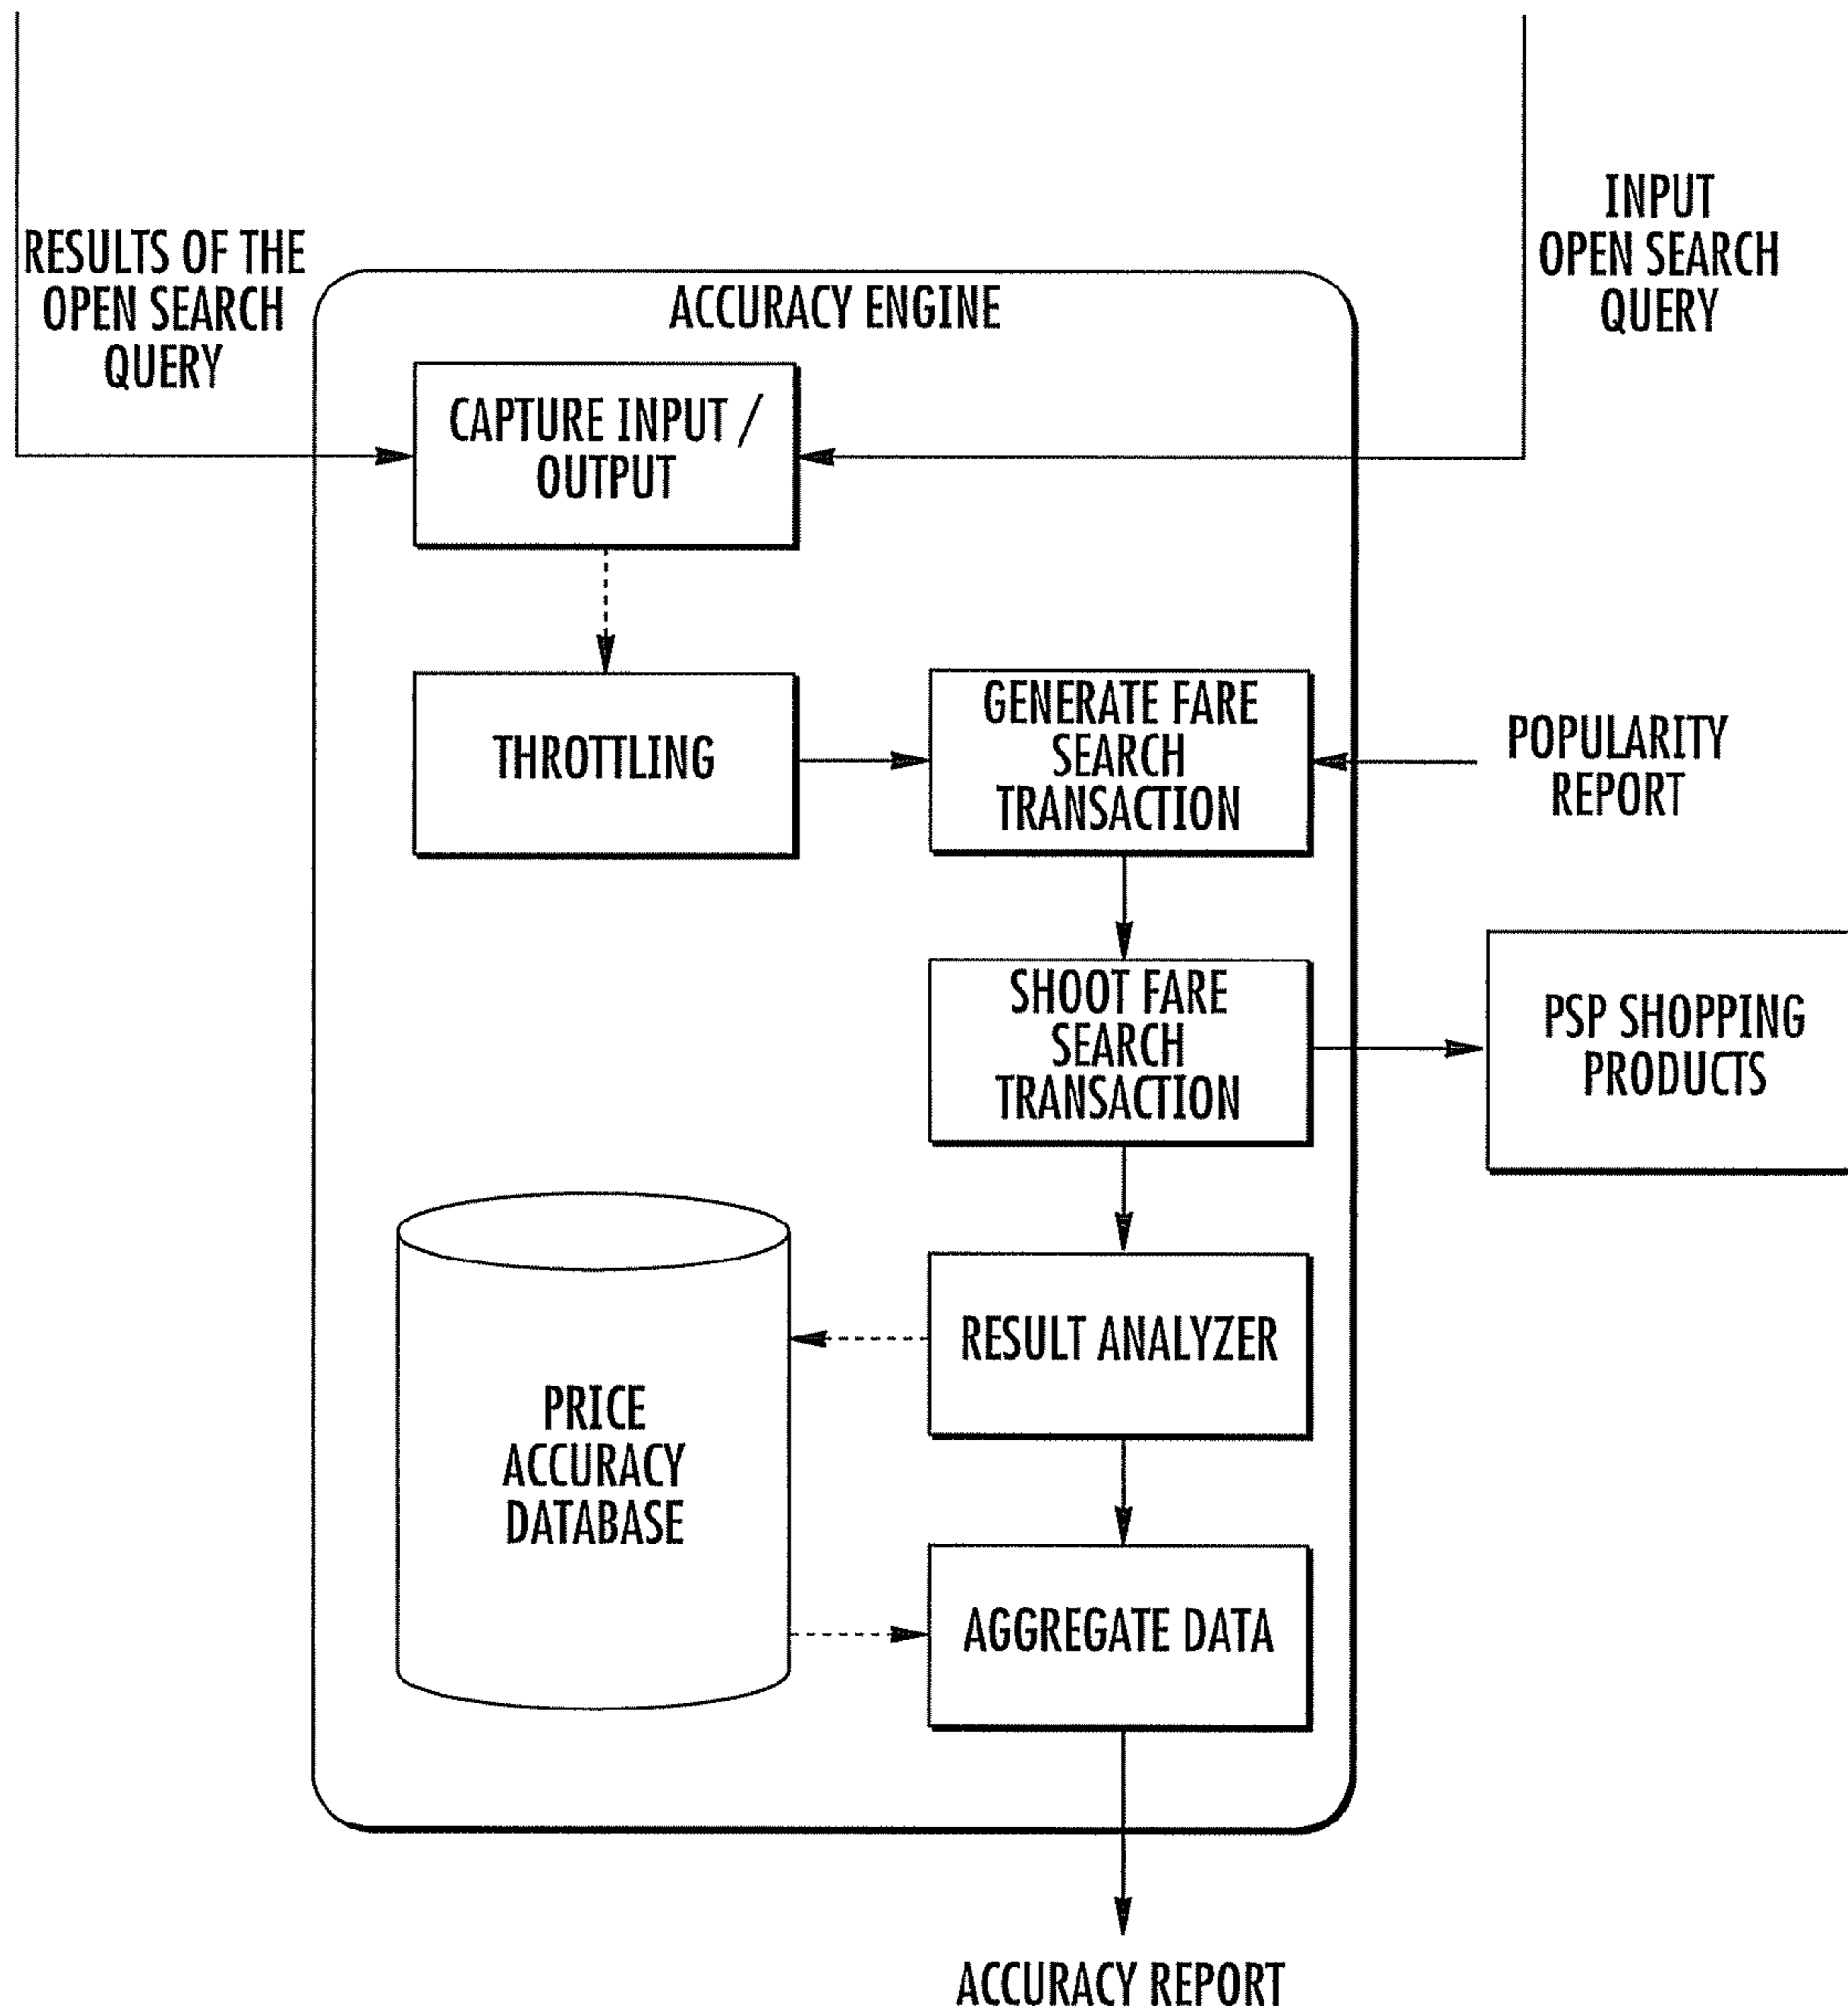 RESULTS OF THE
OPEN SEARCH
QUERY
INPUT
OPEN SEARCH
QUERY
ACCURACY ENGINE
CAPTURE INPUT /
OUTPUT
THROTTLING
GENERATE FARE
SEARCH
TRANSACTION
POPULARITY
REPORT
SHOOT FARE
SEARCH
TRANSACTION
PSP SHOPPING
PRODUCTS
RESULT ANALYZER
PRICE
ACCURACY
DATABASE
AGGREGATE DATA
ACCURACY REPORT